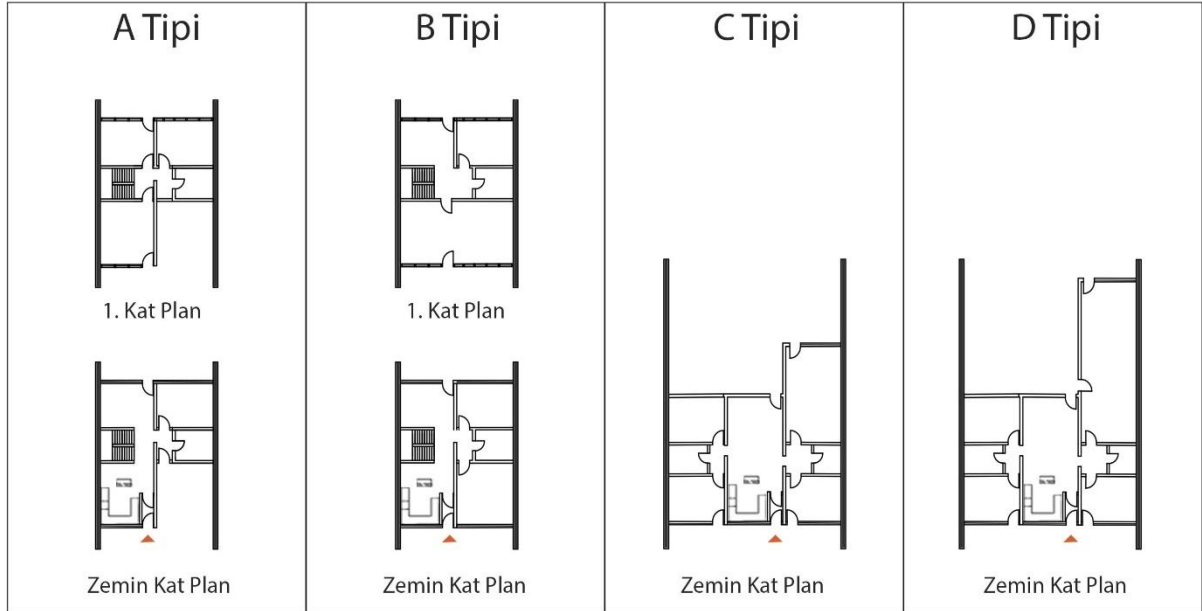 A Tipi
B Tipi
C Tipi
D Tipi
1. Kat Plan
1. Kat Plan
Zemin Kat Plan
Zemin Kat Plan
Zemin Kat Plan
Zemin Kat Plan